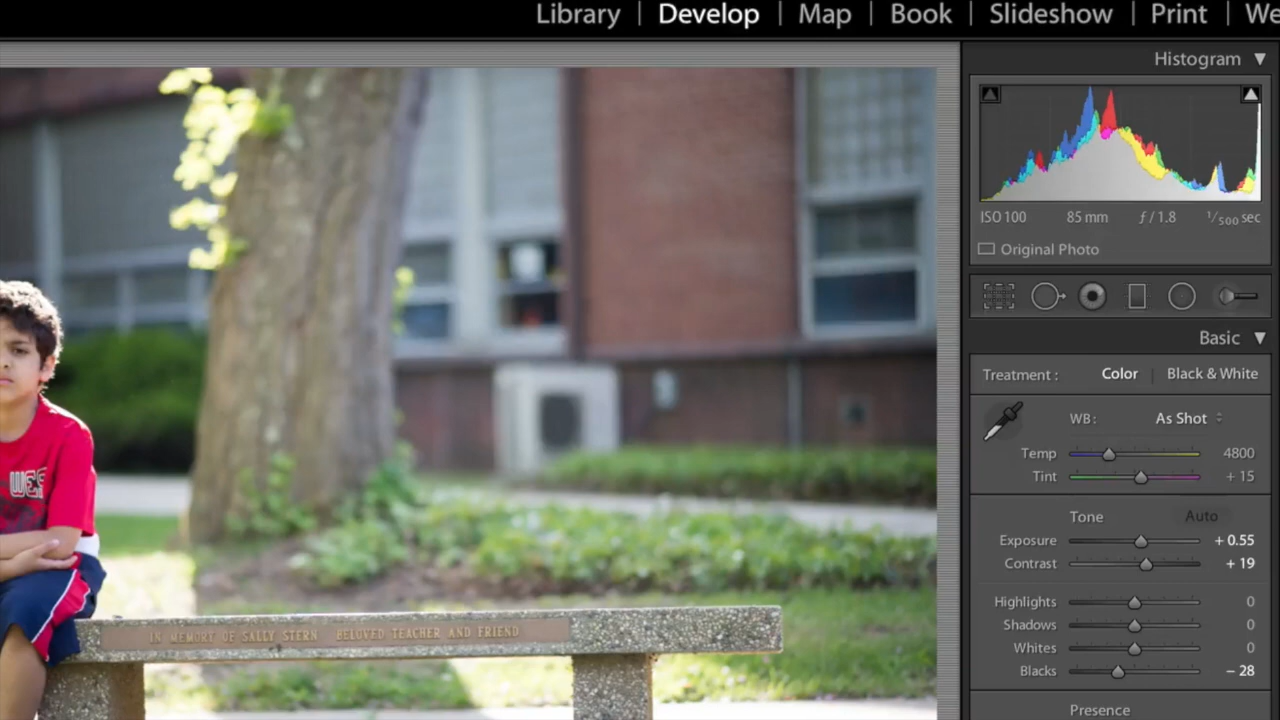 Library | Develop | Map | Book | Slideshow | Print | We
Histogram
ISO 100 85 mm ƒ / 1.8 1/500 sec
Original Photo
Basic
Treatment : Color | Black & White
WB : As Shot
Temp 4800
Tint + 15
Tone Auto
Exposure + 0.55
Contrast + 19
Highlights 0
Shadows 0
Whites 0
Blacks − 28
Presence
WES
IN MEMORY OF SALLY STERN BELOVED TEACHER AND FRIEND